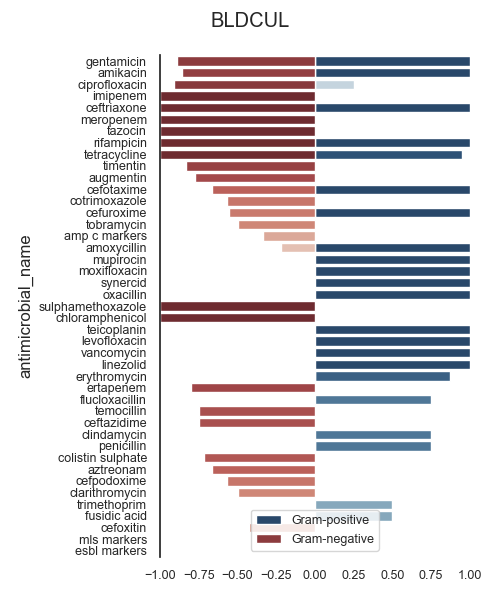 BLDCUL
antimicrobial_name
gentamicin
amikacin
ciprofloxacin
imipenem
ceftriaxone
meropenem
tazocin
rifampicin
tetracycline
timentin
augmentin
cefotaxime
cotrimoxazole
cefuroxime
tobramycin
amp c markers
amoxycillin
mupirocin
moxifloxacin
synercid
oxacillin
sulphamethoxazole
chloramphenicol
teicoplanin
levofloxacin
vancomycin
linezolid
erythromycin
ertapenem
flucloxacillin
temocillin
ceftazidime
clindamycin
penicillin
colistin sulphate
aztreonam
cefpodoxime
clarithromycin
trimethoprim
fusidic acid
cefoxitin
mls markers
esbl markers
Gram-positive
Gram-negative
−1.00 −0.75 −0.50 −0.25 0.00 0.25 0.50 0.75 1.00